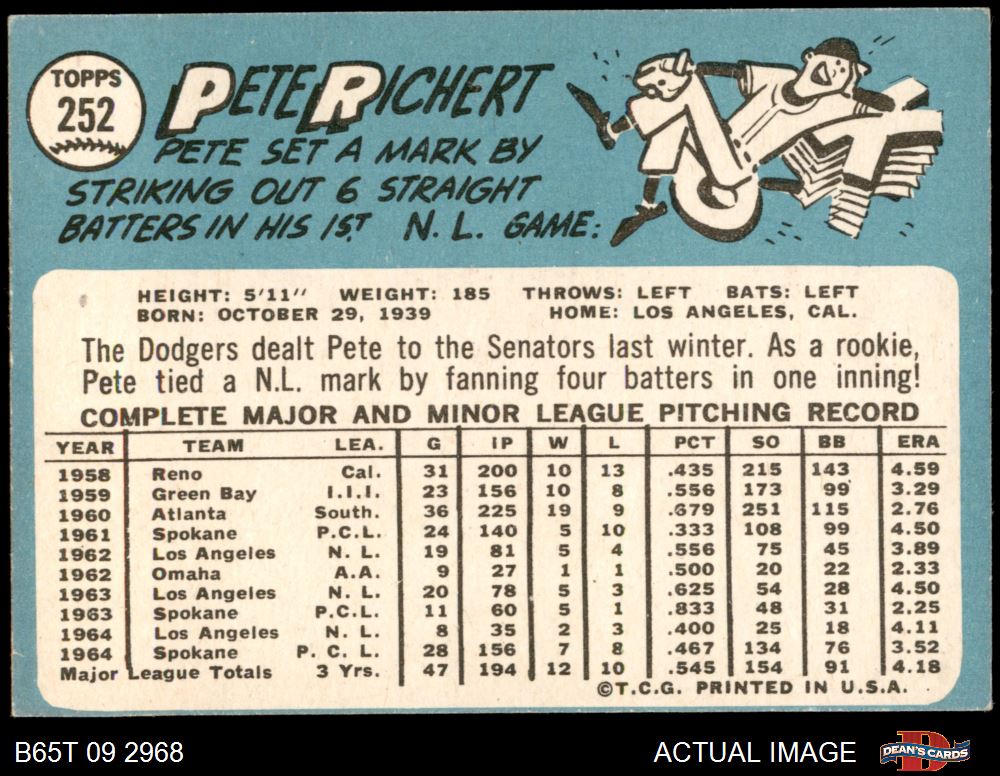 TOPPS
252
PETE RICHERT
PETE SET A MARK BY
STRIKING OUT 6 STRAIGHT
BATTERS IN HIS 1ST N. L. GAME:
HEIGHT: 5'11" WEIGHT: 185 THROWS: LEFT BATS: LEFT
BORN: OCTOBER 29, 1939 HOME: LOS ANGELES, CAL.
The Dodgers dealt Pete to the Senators last winter. As a rookie,
Pete tied a N.L. mark by fanning four batters in one inning!
COMPLETE MAJOR AND MINOR LEAGUE PITCHING RECORD
YEAR TEAM LEA. G IP W L PCT SO BB ERA
1958 Reno Cal. 31 200 10 13 .435 215 143 4.59
1959 Green Bay I.I.I. 23 156 10 8 .556 173 99 3.29
1960 Atlanta South. 36 225 19 9 .679 251 115 2.76
1961 Spokane P.C.L. 24 140 5 10 .333 108 99 4.50
1962 Los Angeles N. L. 19 81 5 4 .556 75 45 3.89
1962 Omaha A.A. 9 27 1 1 .500 20 22 2.33
1963 Los Angeles N. L. 20 78 5 3 .625 54 28 4.50
1963 Spokane P.C.L. 11 60 5 1 .833 48 31 2.25
1964 Los Angeles N. L. 8 35 2 3 .400 25 18 4.11
1964 Spokane P. C. L. 28 156 7 8 .467 134 76 3.52
Major League Totals 3 Yrs. 47 194 12 10 .545 154 91 4.18
©T.C.G. PRINTED IN U.S.A.
B65T 09 2968 ACTUAL IMAGE DEAN'S CARDS